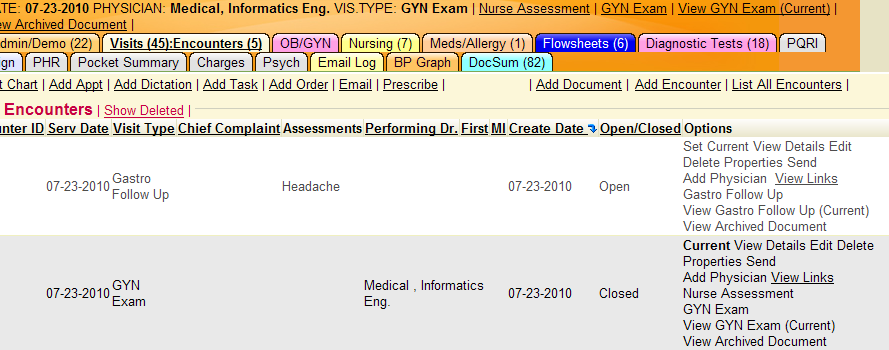 ATE: 07-23-2010 PHYSICIAN: Medical, Informatics Eng. VIS.TYPE: GYN Exam | Nurse Assessment | GYN Exam | View GYN Exam (Current) |
ew Archived Document |
dmin/Demo (22) Visits (45):Encounters (5) OB/GYN Nursing (7) Meds/Allergy (1) Flowsheets (6) Diagnostic Tests (18) PQRI
ign PHR Pocket Summary Charges Psych Email Log BP Graph DocSum (82)
t Chart | Add Appt | Add Dictation | Add Task | Add Order | Email | Prescribe | | Add Document | Add Encounter | List All Encounters |
Encounters | Show Deleted |
unter ID Serv Date Visit Type Chief Complaint Assessments Performing Dr. First MI Create Date Open/Closed Options
07-23-2010 Gastro Follow Up Headache 07-23-2010 Open
Set Current View Details Edit
Delete Properties Send
Add Physician View Links
Gastro Follow Up
View Gastro Follow Up (Current)
View Archived Document
07-23-2010 GYN Exam Medical , Informatics Eng. 07-23-2010 Closed
Current View Details Edit Delete
Properties Send
Add Physician View Links
Nurse Assessment
GYN Exam
View GYN Exam (Current)
View Archived Document